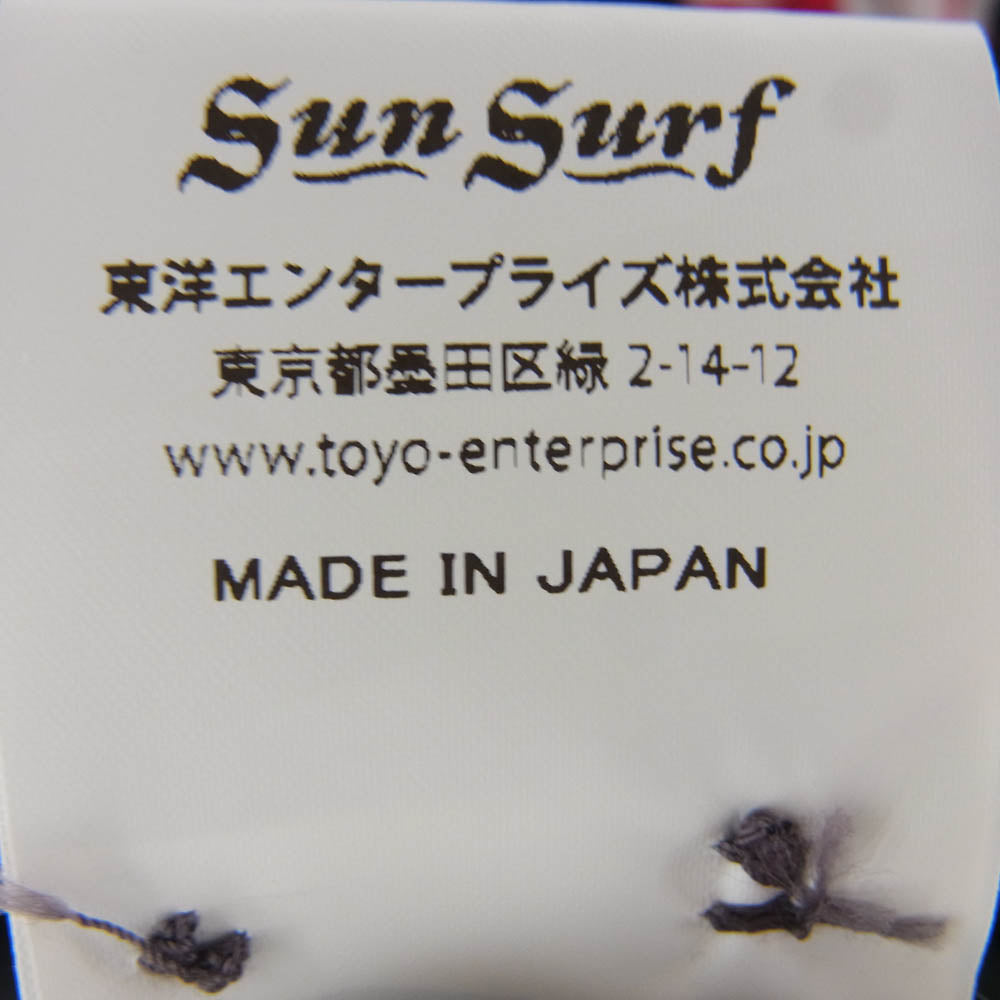 Sun Surf
東洋エンタープライズ株式会社
東京都墨田区緑 2-14-12
www.toyo-enterprise.co.jp
MADE IN JAPAN